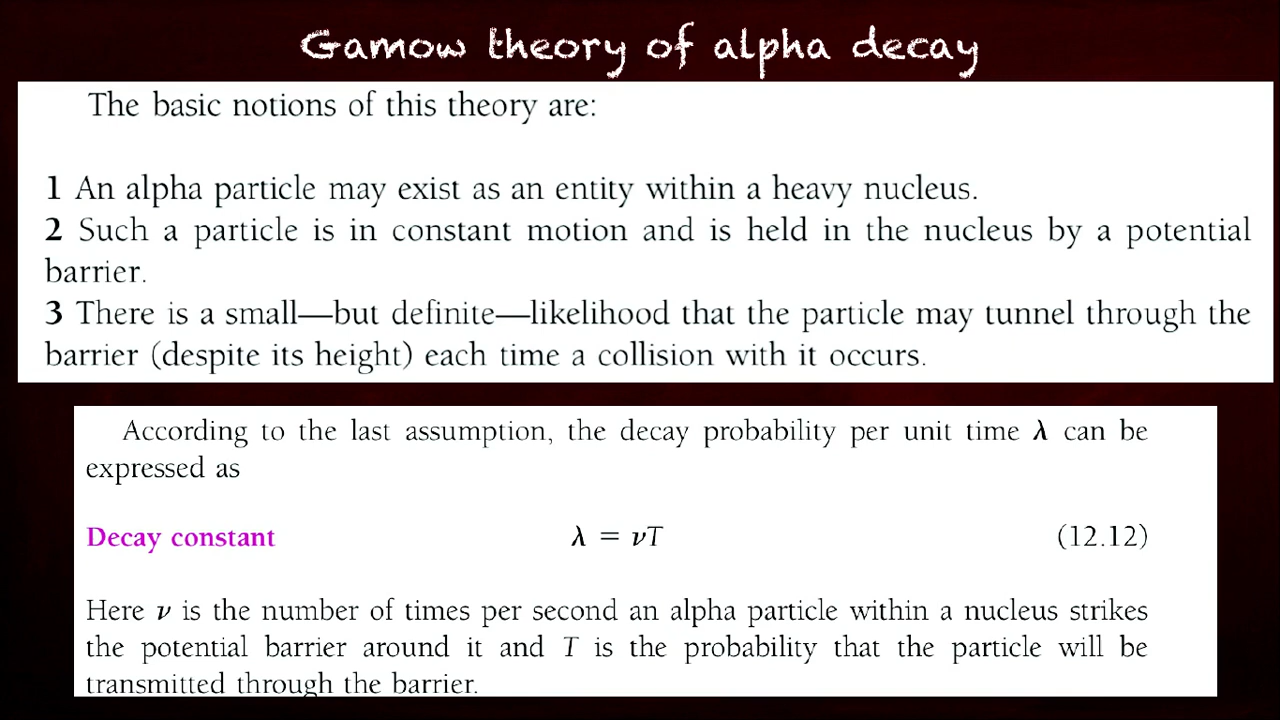 Gamow theory of alpha decay
The basic notions of this theory are:
1 An alpha particle may exist as an entity within a heavy nucleus.
2 Such a particle is in constant motion and is held in the nucleus by a potential
barrier.
3 There is a small—but definite—likelihood that the particle may tunnel through the
barrier (despite its height) each time a collision with it occurs.
According to the last assumption, the decay probability per unit time λ can be
expressed as
Decay constant λ = νT (12.12)
Here ν is the number of times per second an alpha particle within a nucleus strikes
the potential barrier around it and T is the probability that the particle will be
transmitted through the barrier.